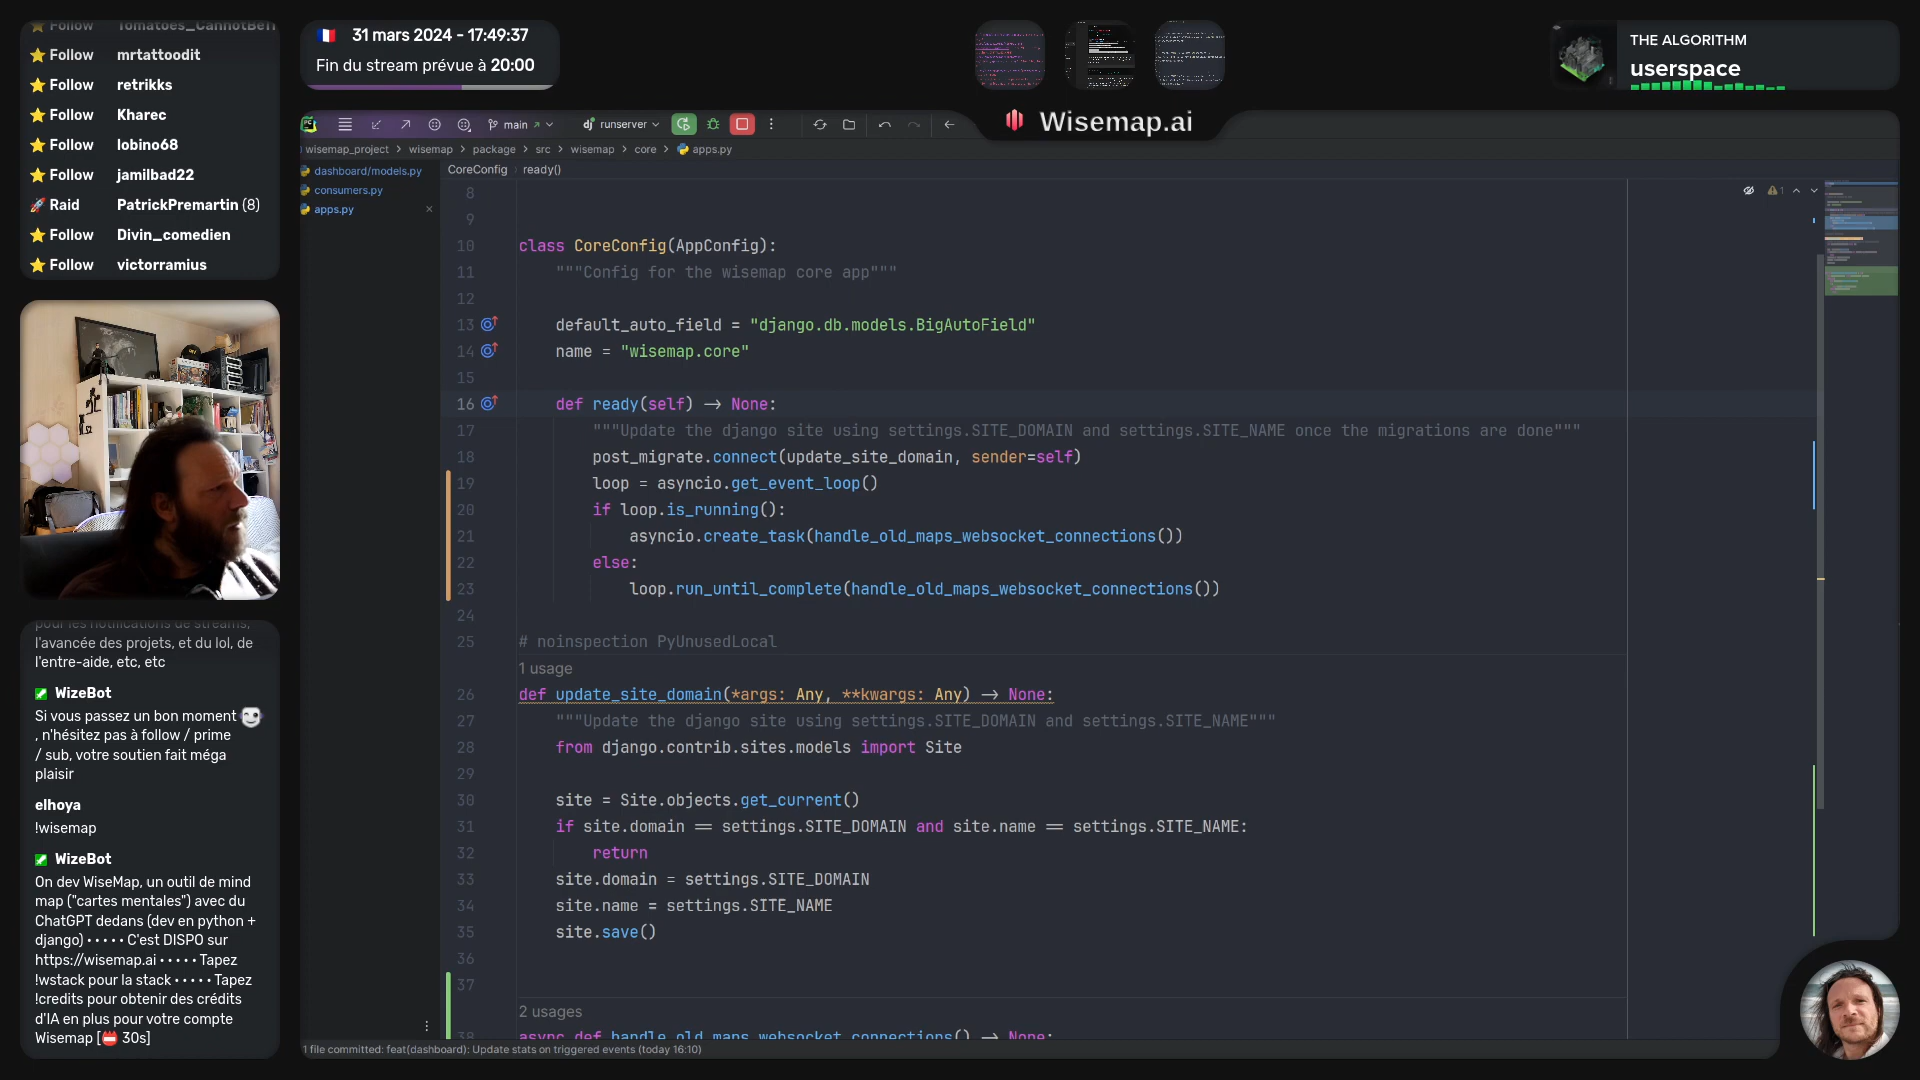 Follow Tomatoes_CannotBeTr
Follow mrtattoodit
Follow retrikks
Follow Kharec
Follow lobino68
Follow jamilbad22
Raid PatrickPremartin (8)
Follow Divin_comedien
Follow victorramius
31 mars 2024 - 17:49:37
Fin du stream prévue à 20:00
THE ALGORITHM
userspace
Wisemap.ai
main
dj runserver
wisemap_project > wisemap > package > src > wisemap > core > apps.py
dashboard/models.py
consumers.py
apps.py
CoreConfig ready()
1
8
9
10 class CoreConfig(AppConfig):
11 """Config for the wisemap core app"""
12
13 default_auto_field = "django.db.models.BigAutoField"
14 name = "wisemap.core"
15
16 def ready(self) → None:
17 """Update the django site using settings.SITE_DOMAIN and settings.SITE_NAME once the migrations are done"""
18 post_migrate.connect(update_site_domain, sender=self)
19 loop = asyncio.get_event_loop()
20 if loop.is_running():
21 asyncio.create_task(handle_old_maps_websocket_connections())
22 else:
23 loop.run_until_complete(handle_old_maps_websocket_connections())
24
25 # noinspection PyUnusedLocal
1 usage
26 def update_site_domain(*args: Any, **kwargs: Any) → None:
27 """Update the django site using settings.SITE_DOMAIN and settings.SITE_NAME"""
28 from django.contrib.sites.models import Site
29
30 site = Site.objects.get_current()
31 if site.domain == settings.SITE_DOMAIN and site.name == settings.SITE_NAME:
32 return
33 site.domain = settings.SITE_DOMAIN
34 site.name = settings.SITE_NAME
35 site.save()
36
37
2 usages
38 async def handle_old_maps_websocket_connections() → None:
1 file committed: feat(dashboard): Update stats on triggered events (today 16:10)
pour les notifications de streams,
l'avancée des projets, et du lol, de
l'entre-aide, etc, etc
WizeBot
Si vous passez un bon moment
, n'hésitez pas à follow / prime
/ sub, votre soutien fait méga
plaisir
elhoya
!wisemap
WizeBot
On dev WiseMap, un outil de mind
map ("cartes mentales") avec du
ChatGPT dedans (dev en python +
django) • • • • • C'est DISPO sur
https://wisemap.ai • • • • • Tapez
!wstack pour la stack • • • • • Tapez
!credits pour obtenir des crédits
d'IA en plus pour votre compte
Wisemap [📛 30s]